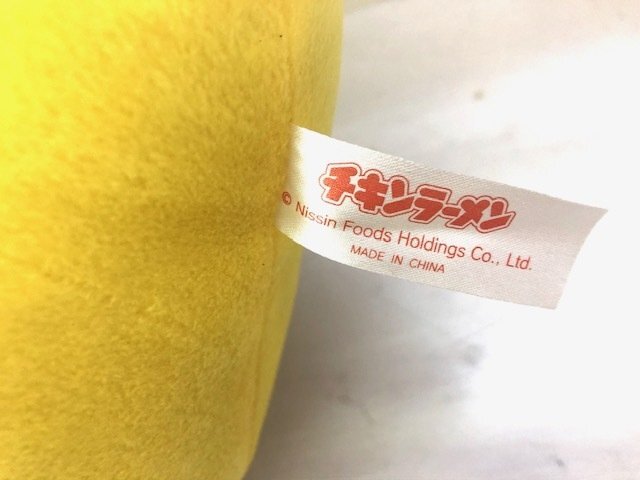 チキンラーメン
© Nissin Foods Holdings Co., Ltd.
MADE IN CHINA